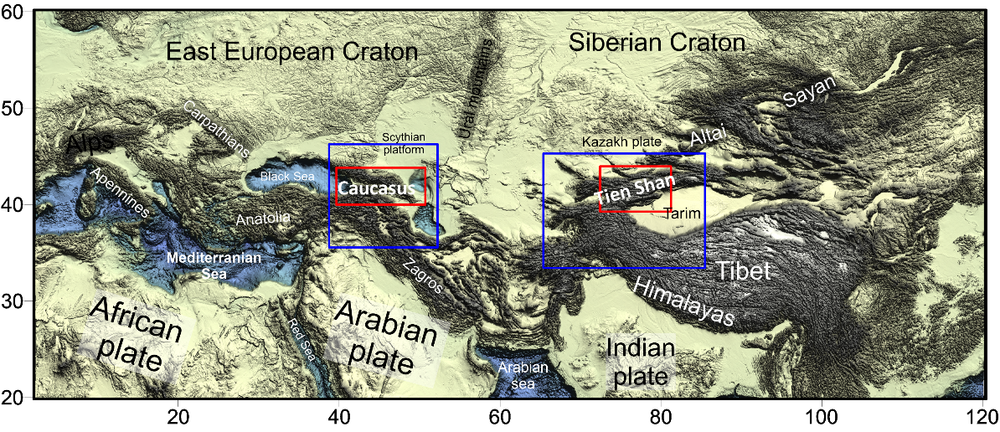 60
East European Craton
Siberian Craton
Ural mountains
50
Sayan
Carpathians
Scythian
platform
Kazakh plate
Altai
Alps
Apennines
Black Sea
Caucasus
Tien Shan
40
Anatolia
Tarim
Mediterranian
Sea
Zagros
Tibet
Himalayas
30
African
plate
Red Sea
Arabian
plate
Indian
plate
Arabian
sea
20
20
40
60
80
100
120